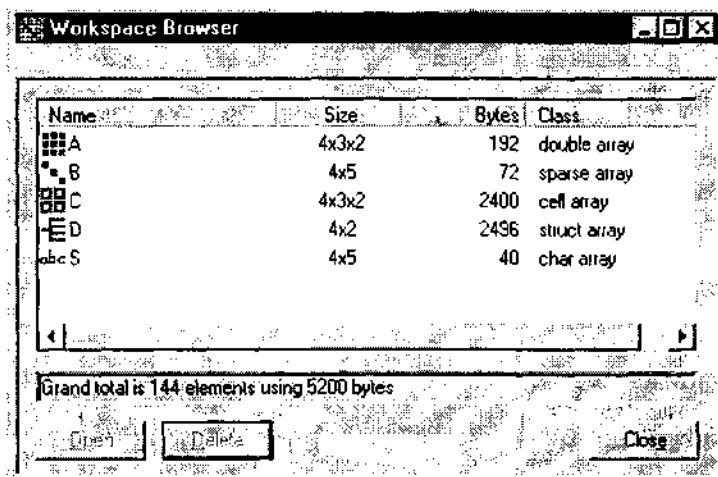 Workspace Browser
Name Size Bytes Class
A 4x3x2 192 double array
B 4x5 72 sparse array
C 4x3x2 2400 cell array
D 4x2 2496 struct array
abc S 4x5 40 char array
Grand total is 144 elements using 5200 bytes
Open Delete Close